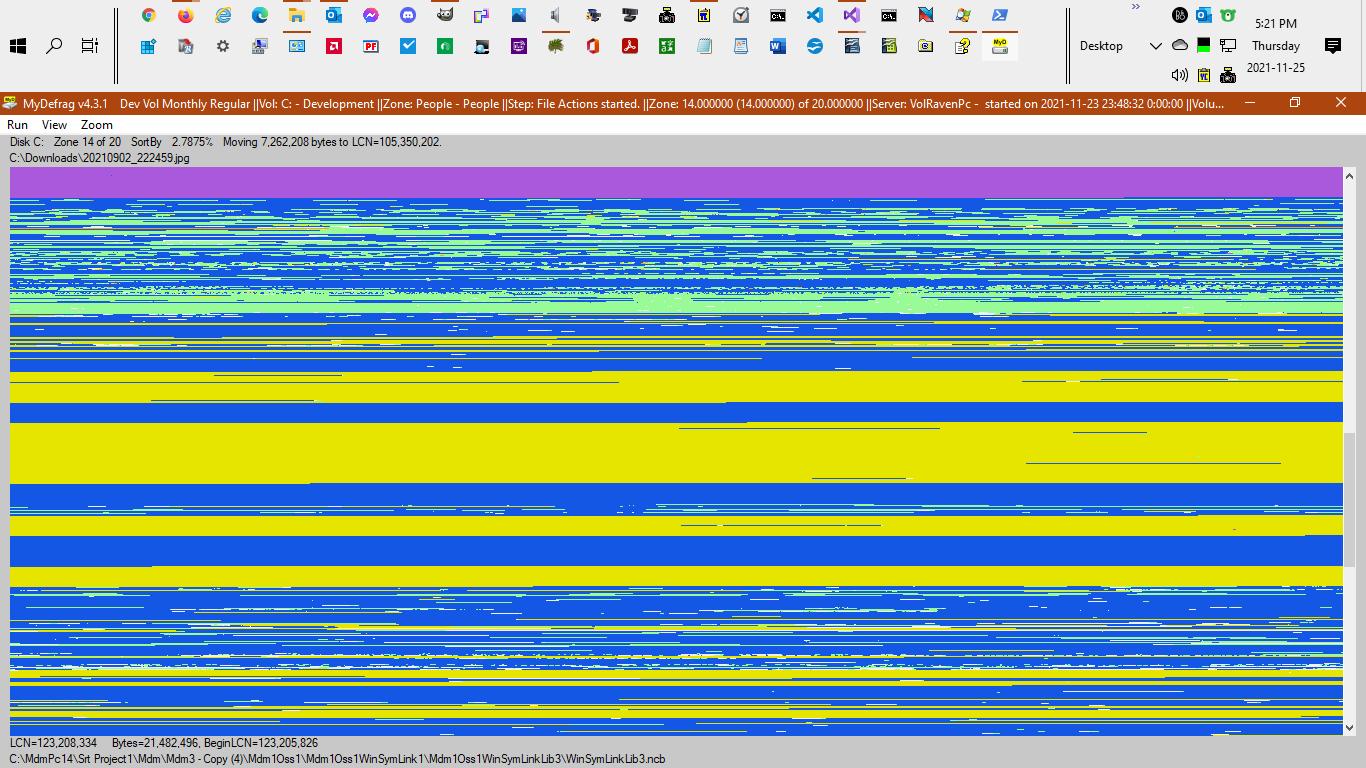 5:21 PM
Desktop
Thursday
2021-11-25
MyDefrag v4.3.1 Dev Vol Monthly Regular ||Vol: C: - Development ||Zone: People - People ||Step: File Actions started. ||Zone: 14.000000 (14.000000) of 20.000000 ||Server: VolRavenPc - started on 2021-11-23 23:48:32 0:00:00 ||Volu...
Run View Zoom
Disk C: Zone 14 of 20 SortBy 2.7875% Moving 7,262,208 bytes to LCN=105,350,202.
C:\Downloads\20210902_222459.jpg
LCN=123,208,334 Bytes=21,482,496, BeginLCN=123,205,826
C:\MdmPc14\Srt Project1\Mdm\Mdm3 - Copy (4)\Mdm1Oss1\Mdm1Oss1WinSymLink1\Mdm1Oss1WinSymLinkLib3\WinSymLinkLib3.ncb